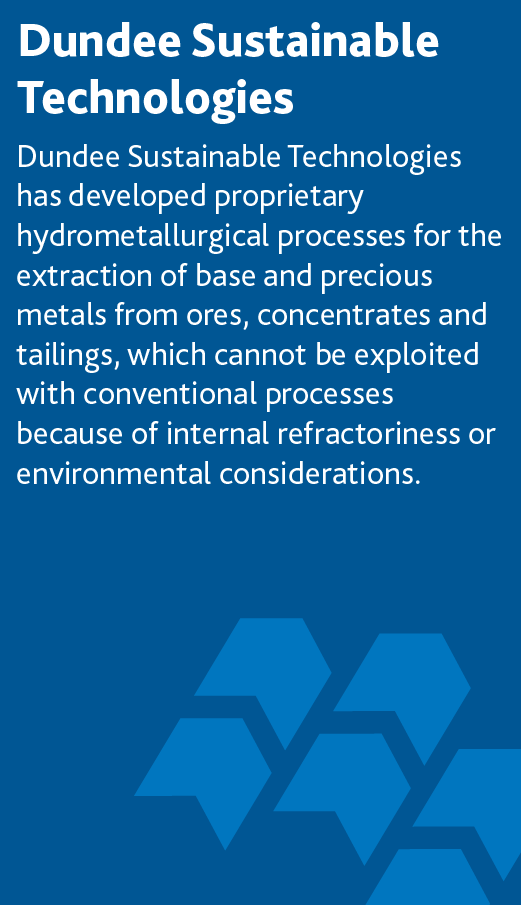 Dundee Sustainable
Technologies
Dundee Sustainable Technologies
has developed proprietary
hydrometallurgical processes for the
extraction of base and precious
metals from ores, concentrates and
tailings, which cannot be exploited
with conventional processes
because of internal refractoriness or
environmental considerations.